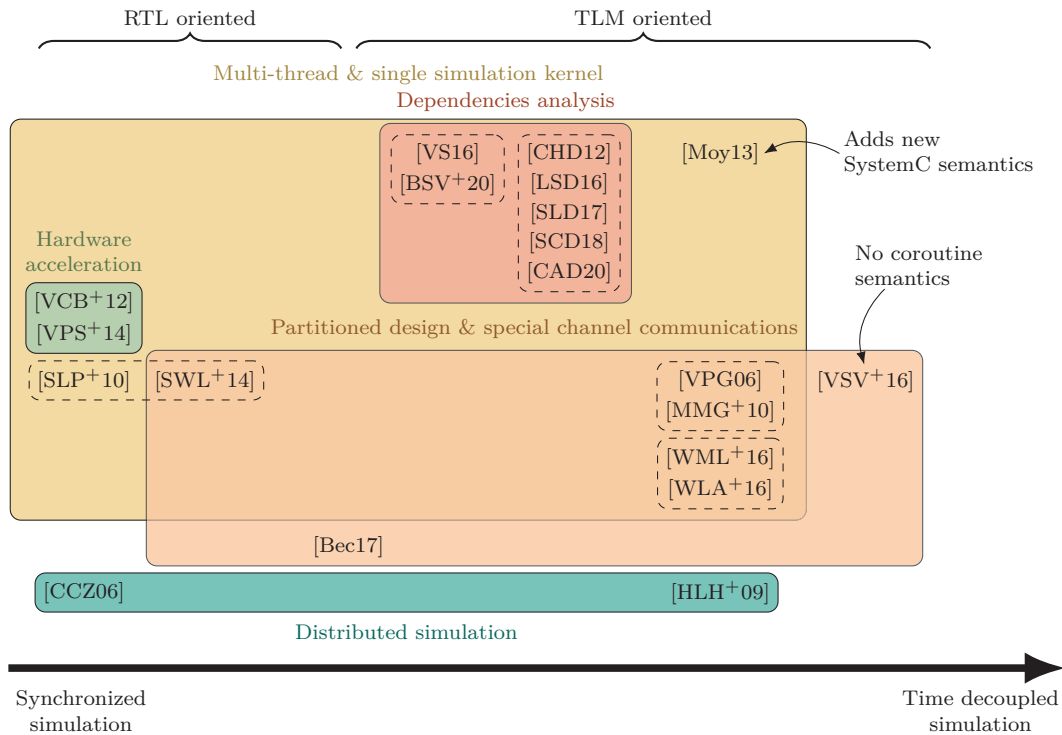 RTL oriented
TLM oriented
Multi-thread & single simulation kernel
Dependencies analysis
[VS16]
[BSV+20]
[CHD12]
[LSD16]
[SLD17]
[SCD18]
[CAD20]
[Moy13]
Adds new
SystemC semantics
Hardware
acceleration
[VCB+12]
[VPS+14]
No coroutine
semantics
Partitioned design & special channel communications
[SLP+10]
[SWL+14]
[VPG06]
[MMG+10]
[VSV+16]
[WML+16]
[WLA+16]
[Bec17]
[CCZ06]
[HLH+09]
Distributed simulation
Synchronized
simulation
Time decoupled
simulation